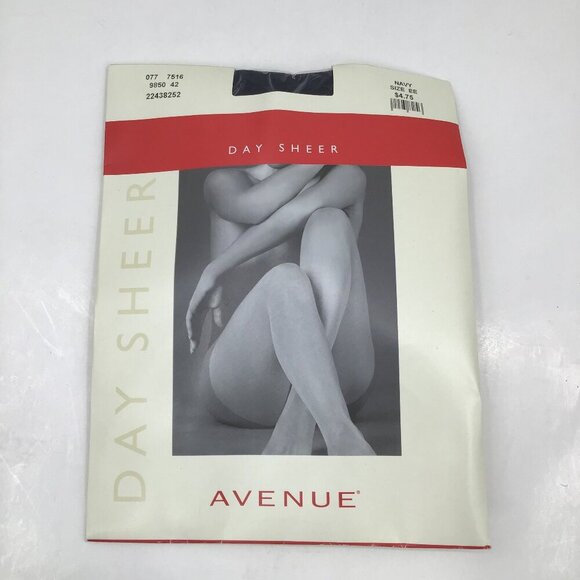 077 7516
9850 42
22438252
NAVY
SIZE EE
$4.75
DAY SHEER
DAY SHEER
AVENUE®